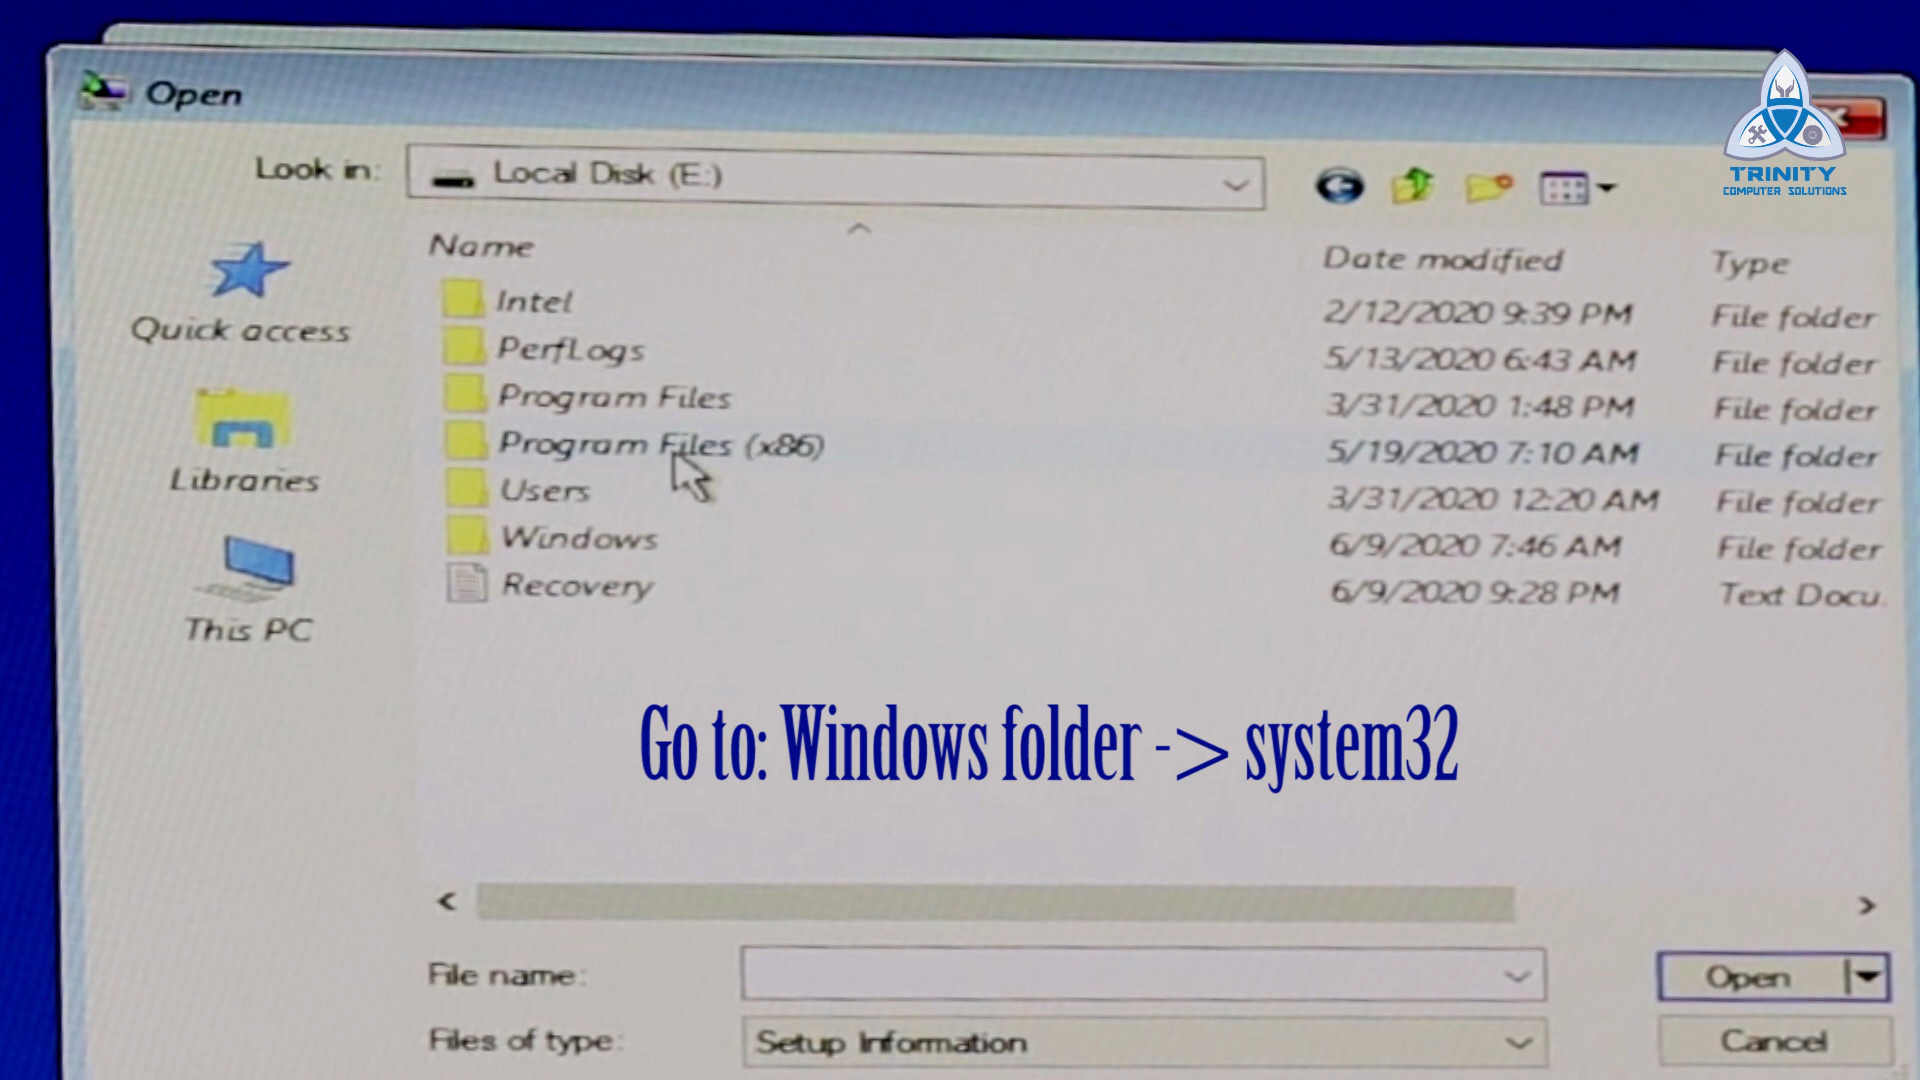 Open
TRINITY
COMPUTER SOLUTIONS
Look in: Local Disk (E:)
Name Date modified Type
Intel 2/12/2020 9:39 PM File folder
PerfLogs 5/13/2020 6:43 AM File folder
Program Files 3/31/2020 1:48 PM File folder
Program Files (x86) 5/19/2020 7:10 AM File folder
Users 3/31/2020 12:20 AM File folder
Windows 6/9/2020 7:46 AM File folder
Recovery 6/9/2020 9:28 PM Text Docu
Quick access
Libraries
This PC
Go to: Windows folder -> system32
File name: Open
Files of type: Setup Information Cancel